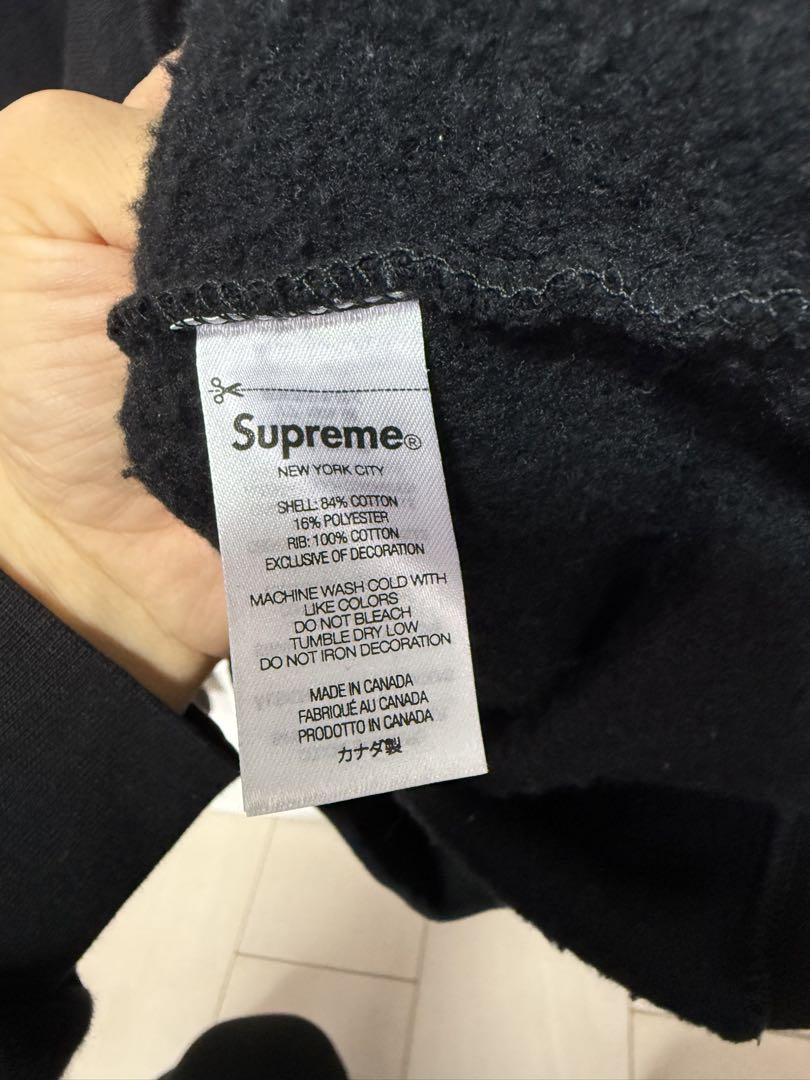 Supreme®
NEW YORK CITY
SHELL: 84% COTTON
16% POLYESTER
RIB: 100% COTTON
EXCLUSIVE OF DECORATION
MACHINE WASH COLD WITH
LIKE COLORS
DO NOT BLEACH
TUMBLE DRY LOW
DO NOT IRON DECORATION
MADE IN CANADA
FABRIQUÉ AU CANADA
PRODOTTO IN CANADA
カナダ製